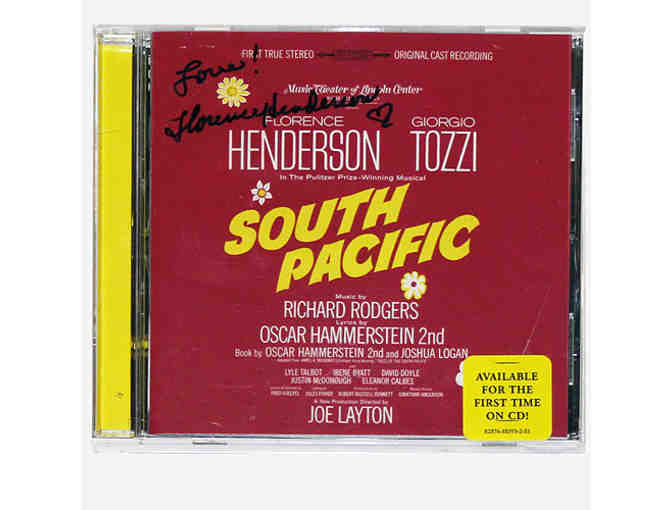 FIRST TRUE STEREO
ORIGINAL CAST RECORDING
Love!
Florence Henderson
Music Theater of Lincoln Center
FLORENCE HENDERSON
GIORGIO TOZZI
In The Pulitzer Prize-Winning Musical
SOUTH
PACIFIC
Music by
RICHARD RODGERS
Lyrics by
OSCAR HAMMERSTEIN 2nd
Book by OSCAR HAMMERSTEIN 2nd and JOSHUA LOGAN
with
LYLE TALBOT IRENE BYATT DAVID DOYLE
JUSTIN McDONOUGH ELEANOR CALBES
A New Production Directed by
JOE LAYTON
AVAILABLE
FOR THE
FIRST TIME
ON CD!